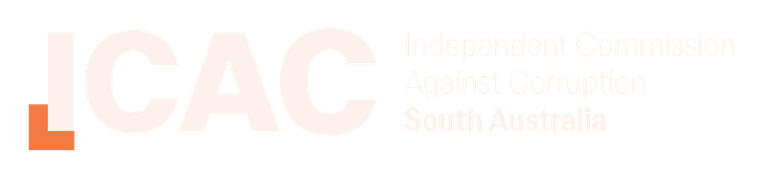 ICAC
Independent Commission
Against Corruption
South Australia